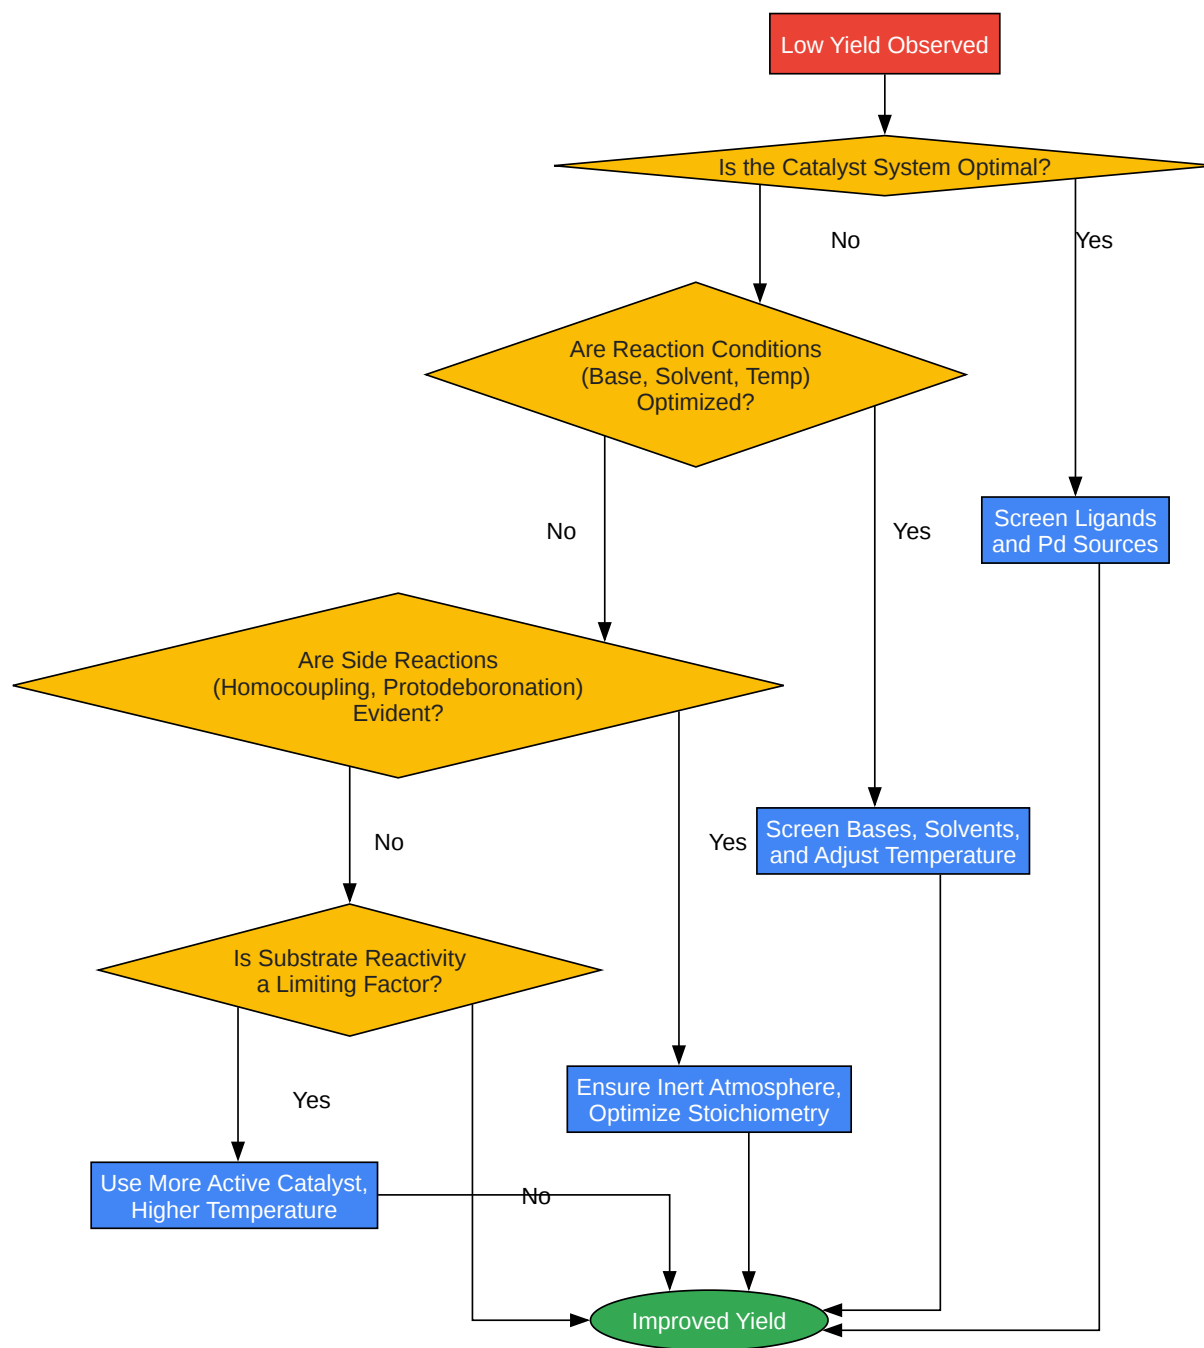 Low Yield Observed
Is the Catalyst System Optimal?
No
Yes
Are Reaction Conditions
(Base, Solvent, Temp)
Optimized?
No
Yes
Screen Ligands
and Pd Sources
Are Side Reactions
(Homocoupling, Protodeboronation)
Evident?
No
Yes
Screen Bases, Solvents,
and Adjust Temperature
Is Substrate Reactivity
a Limiting Factor?
Yes
Ensure Inert Atmosphere,
Optimize Stoichiometry
Use More Active Catalyst,
Higher Temperature
No
Improved Yield